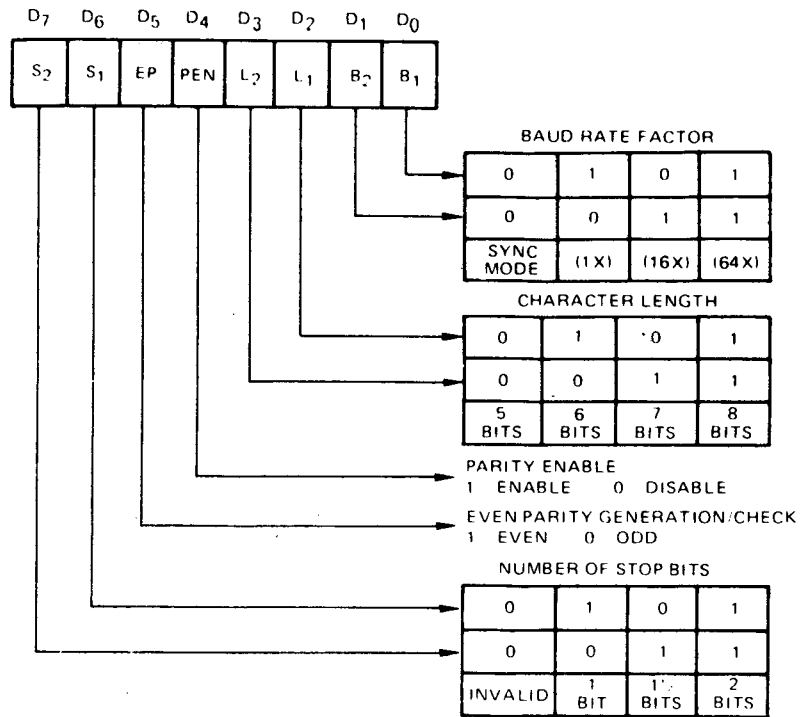 D7 D6 D5 D4 D3 D2 D1 D0
S2 S1 EP PEN L2 L1 B2 B1
BAUD RATE FACTOR
0 1 0 1
0 0 1 1
SYNC MODE (1X) (16X) (64X)
CHARACTER LENGTH
0 1 0 1
0 0 1 1
5 BITS 6 BITS 7 BITS 8 BITS
PARITY ENABLE
1 ENABLE 0 DISABLE
EVEN PARITY GENERATION/CHECK
1 EVEN 0 ODD
NUMBER OF STOP BITS
0 1 0 1
0 0 1 1
INVALID 1 BIT BITS 2 BITS